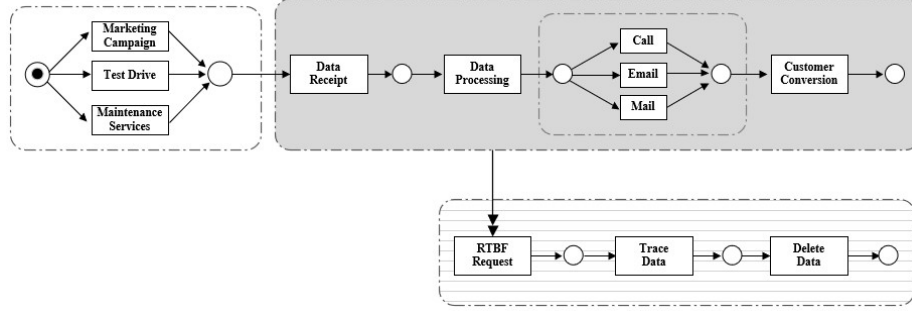 Marketing
Campaign
Test Drive
Maintenance
Services
Data
Receipt
Data
Processing
Call
Email
Mail
Customer
Conversion
RTBF
Request
Trace
Data
Delete
Data